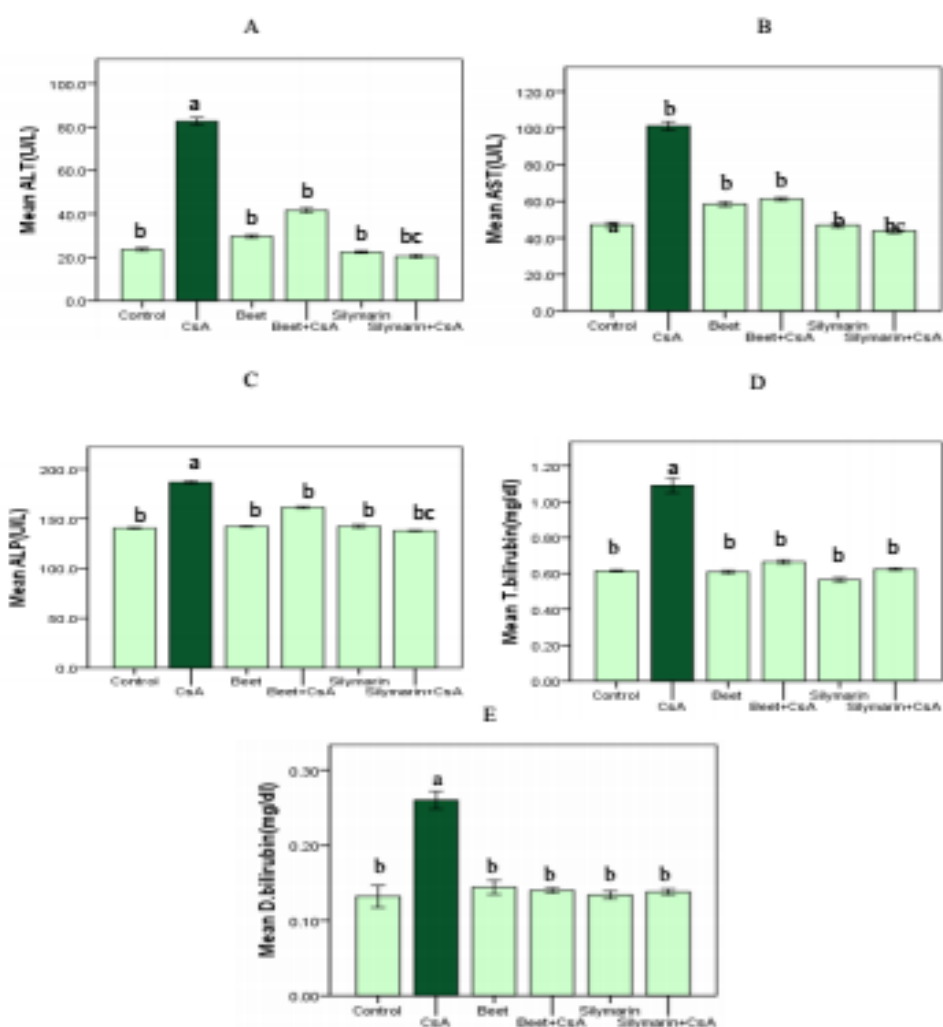 A
Mean ALT(U/L)
100.0
80.0
60.0
40.0
20.0
0.0
b
a
b
b
b
bc
Control
CsA
Beet
Beet+CsA
Silymarin
Silymarin+CsA
B
Mean AST(U/L)
120.0
100.0
80.0
60.0
40.0
20.0
0.0
a
b
b
b
b
bc
Control
CsA
Beet
Beet+CsA
Silymarin
Silymarin+CsA
C
Mean ALP(U/L)
200.0
150.0
100.0
50.0
0.0
b
a
b
b
b
bc
Control
CsA
Beet
Beet+CsA
Silymarin
Silymarin+CsA
D
Mean T.bilirubin(mg/dl)
1.20
1.00
0.80
0.60
0.40
0.20
0.00
b
a
b
b
b
b
Control
CsA
Beet
Beet+CsA
Silymarin
Silymarin+CsA
E
Mean D.bilirubin(mg/dl)
0.30
0.20
0.10
0.00
b
a
b
b
b
b
Control
CsA
Beet
Beet+CsA
Silymarin
Silymarin+CsA